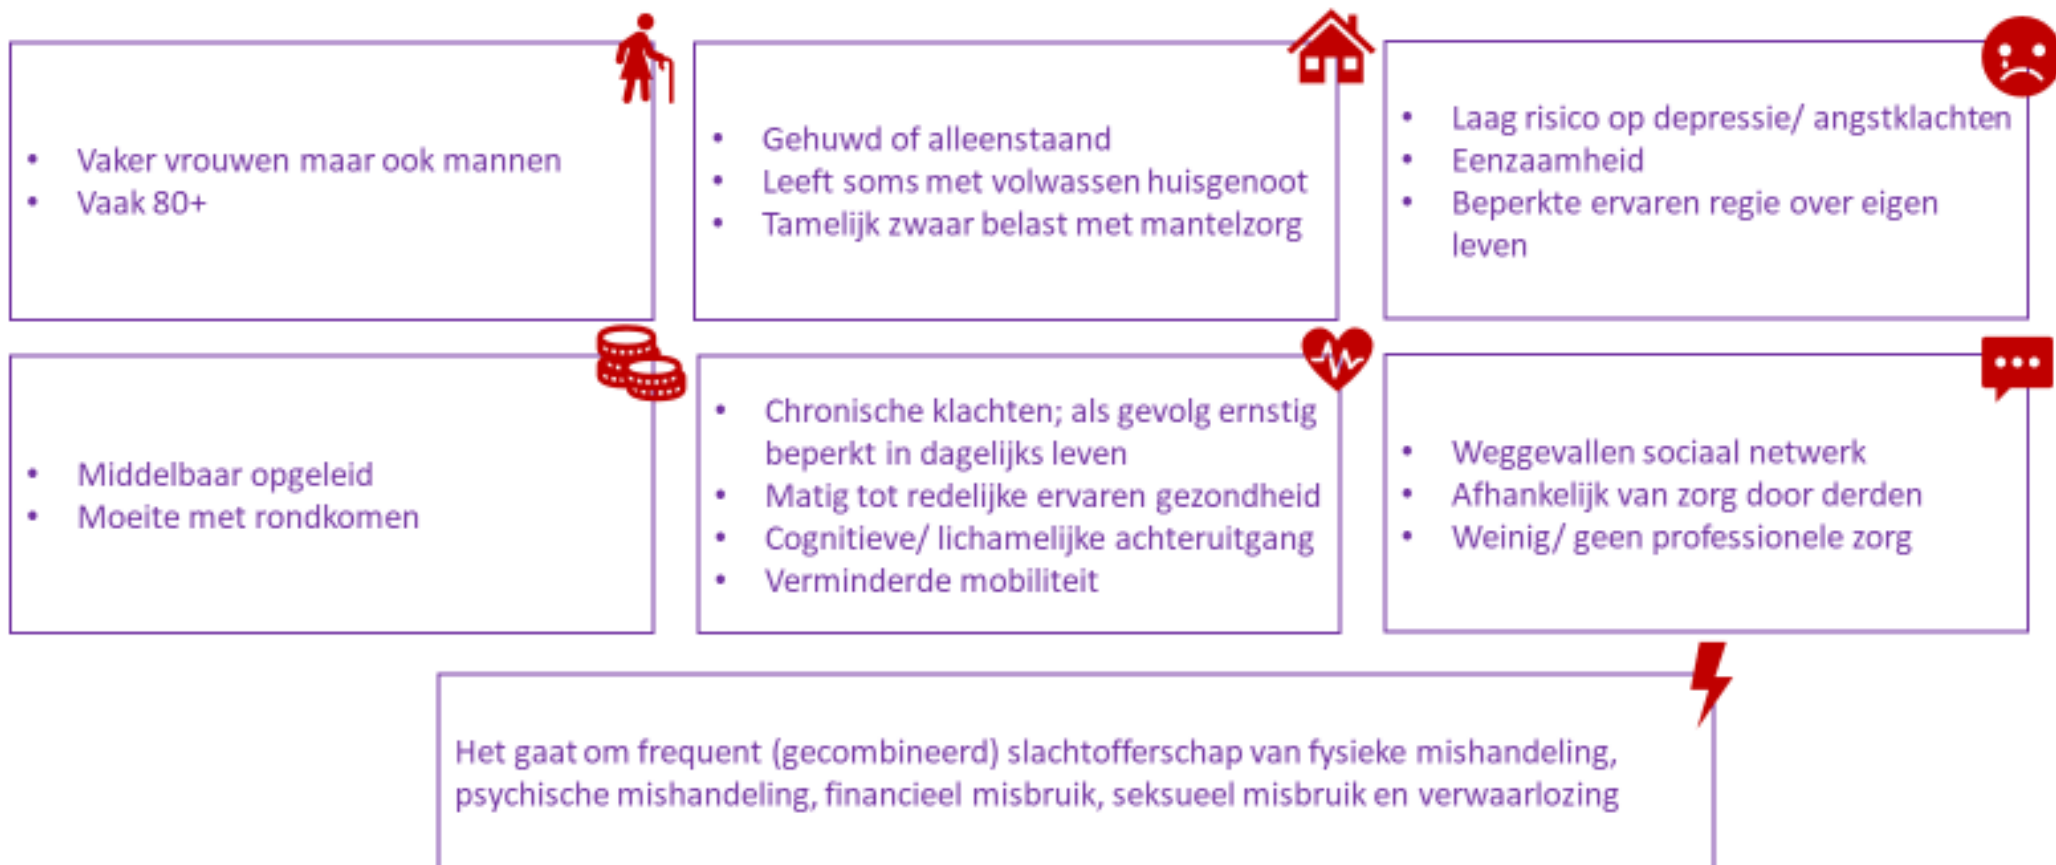 • Vaker vrouwen maar ook mannen
• Vaak 80+
• Gehuwd of alleenstaand
• Leeft soms met volwassen huisgenoot
• Tamelijk zwaar belast met mantelzorg
• Laag risico op depressie/ angstklachten
• Eenzaamheid
• Beperkte ervaren regie over eigen
leven
• Middelbaar opgeleid
• Moeite met rondkomen
• Chronische klachten; als gevolg ernstig
beperkt in dagelijks leven
• Matig tot redelijke ervaren gezondheid
• Cognitieve/ lichamelijke achteruitgang
• Verminderde mobiliteit
• Weggevallen sociaal netwerk
• Afhankelijk van zorg door derden
• Weinig/ geen professionele zorg
Het gaat om frequent (gecombineerd) slachtofferschap van fysieke mishandeling,
psychische mishandeling, financieel misbruik, seksueel misbruik en verwaarlozing